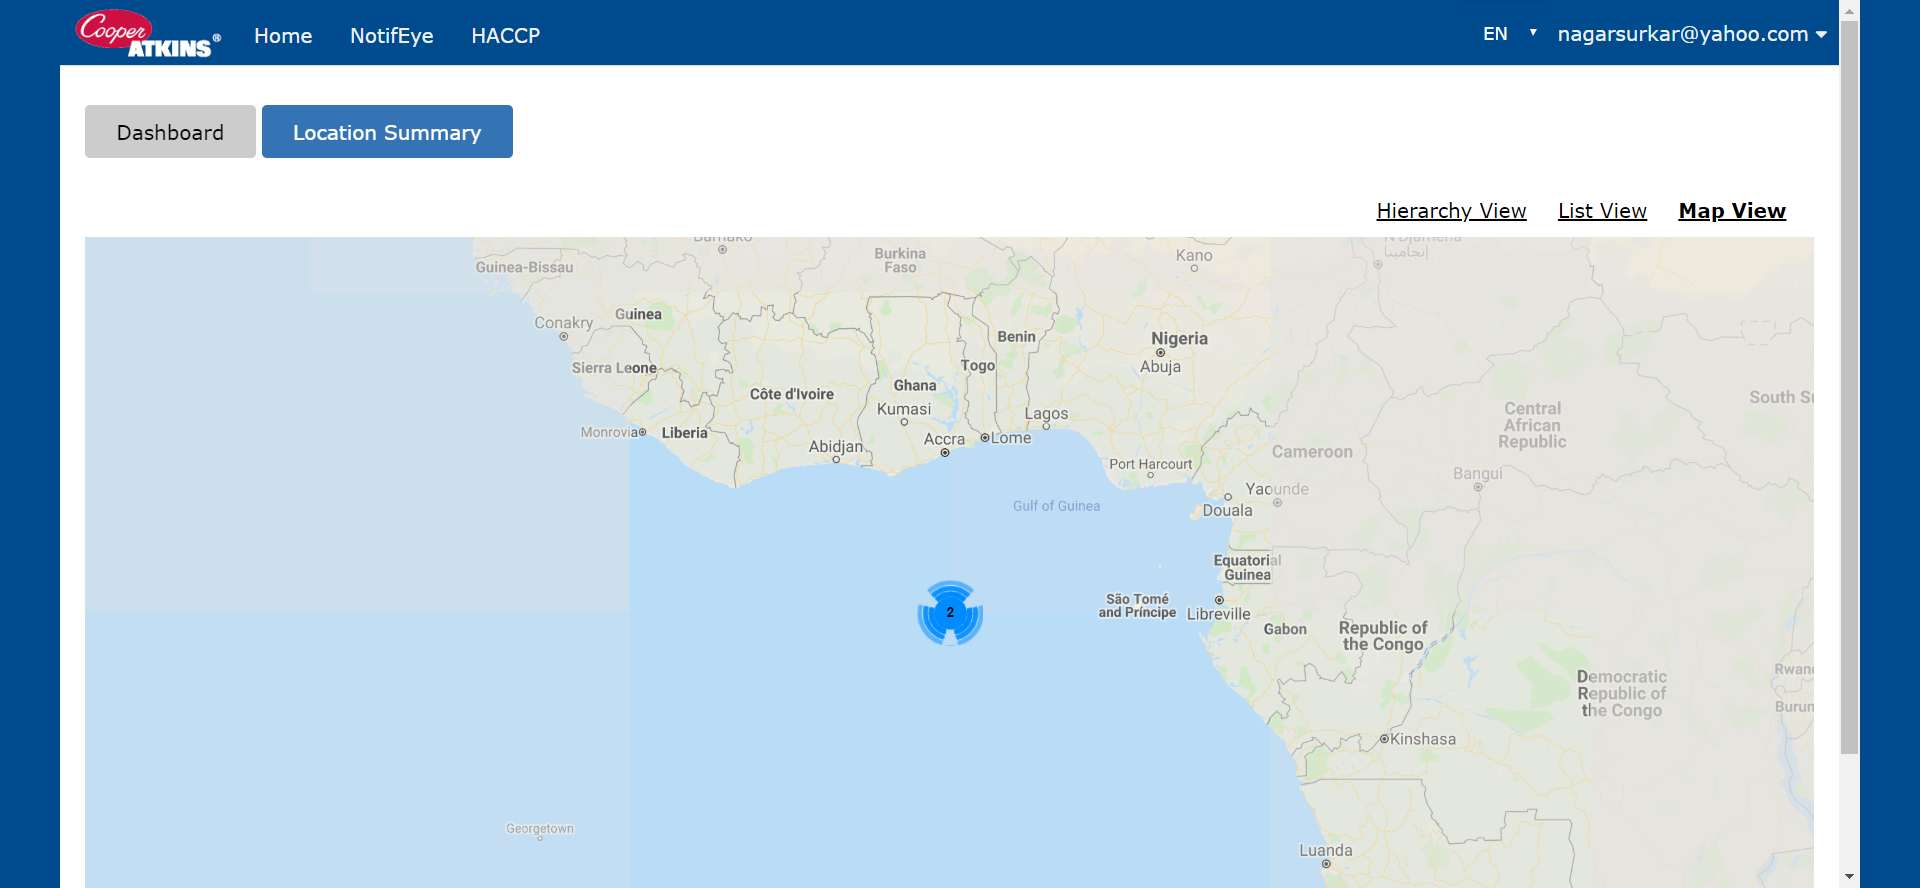 Cooper
ATKINS®
Home
NotifEye
HACCP
EN
nagarsurkar@yahoo.com
Dashboard
Location Summary
Hierarchy View
List View
Map View
Bamako
Burkina
Faso
Kano
N'Djamena
إنجامينا
Guinea-Bissau
Guinea
Conakry
Benin
Nigeria
Abuja
Sierra Leone
Togo
Ghana
Côte d'Ivoire
Kumasi
Lagos
South Su
Central
African
Republic
Monrovia
Liberia
Abidjan
Accra
Lome
Cameroon
Port Harcourt
Bangui
Yaounde
Gulf of Guinea
Douala
Equatorial
Guinea
São Tomé
and Príncipe
Libreville
2
Gabon
Republic of
the Congo
Democratic
Republic of
the Congo
Rwan
Burun
Kinshasa
Georgetown
Luanda